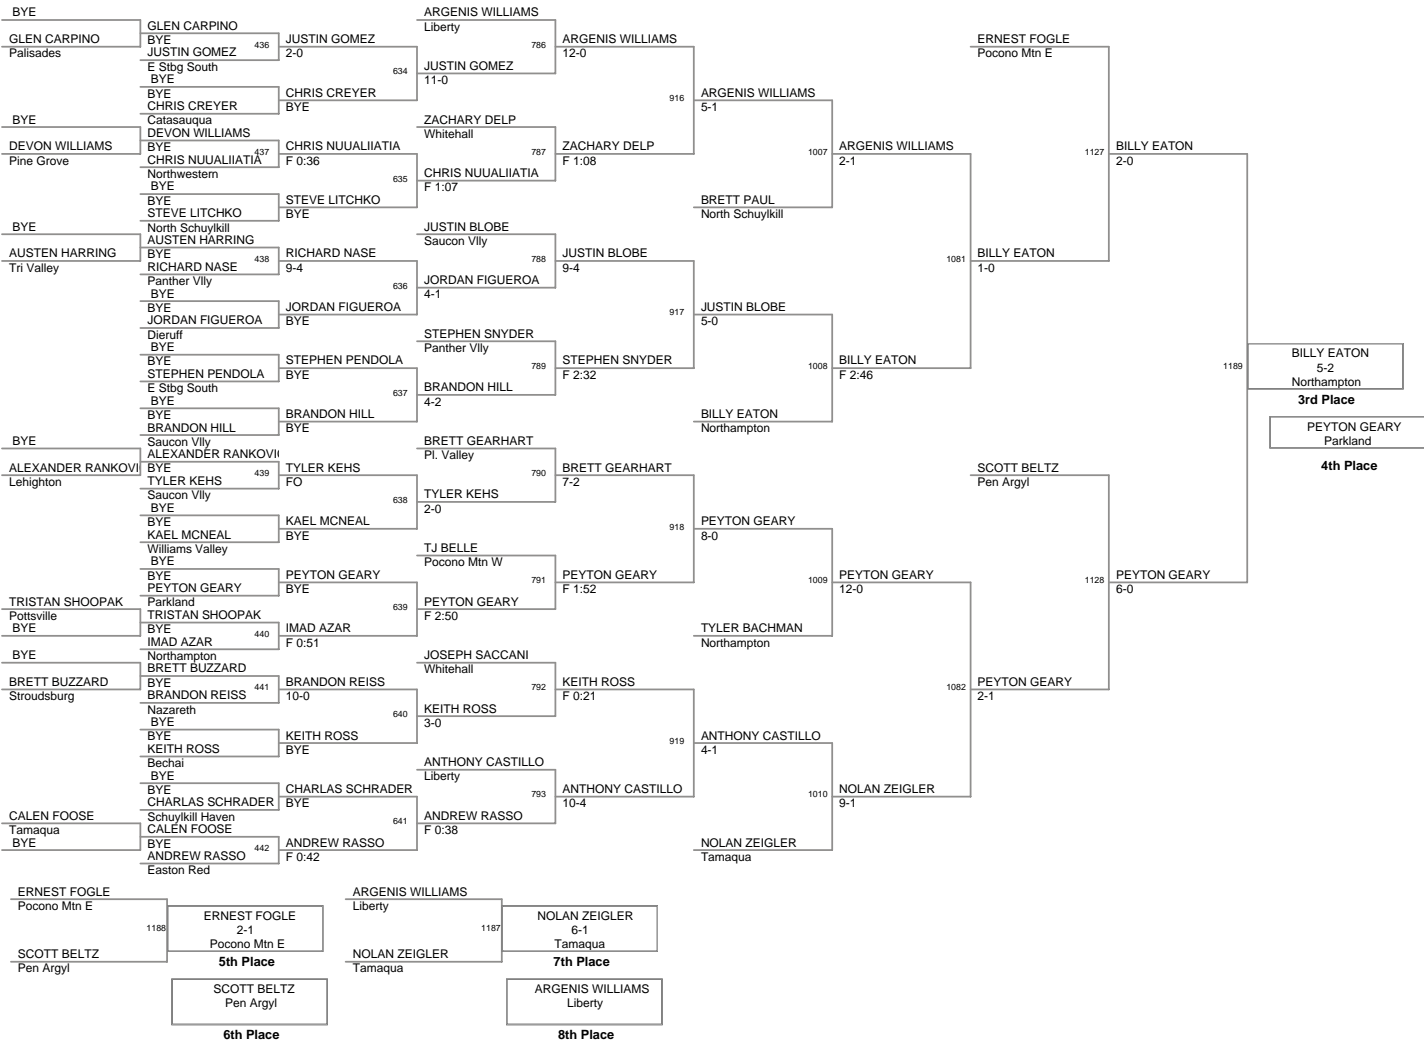 BYE
GLEN CARPINO
Palisades
BYE
DEVON WILLIAMS
Pine Grove
BYE
AUSTEN HARRING
Tri Valley
BYE
ALEXANDER RANKOVI
Lehighton
TRISTAN SHOOPAK
Pottsville
BYE
BYE
BRETT BUZZARD
Stroudsburg
CALEN FOOSE
Tamaqua
BYE
GLEN CARPINO
BYE
436
JUSTIN GOMEZ
E Stbg South
BYE
BYE
CHRIS CREYER
Catasauqua
DEVON WILLIAMS
BYE
437
CHRIS NUUALIIATIA
Northwestern
BYE
BYE
STEVE LITCHKO
North Schuylkill
AUSTEN HARRING
BYE
438
RICHARD NASE
Panther Vlly
BYE
BYE
JORDAN FIGUEROA
Dieruff
BYE
BYE
STEPHEN PENDOLA
E Stbg South
BYE
BYE
BRANDON HILL
Saucon Vlly
ALEXANDER RANKOVI
BYE
439
TYLER KEHS
Saucon Vlly
BYE
BYE
KAEL MCNEAL
Williams Valley
BYE
BYE
PEYTON GEARY
Parkland
TRISTAN SHOOPAK
BYE
440
IMAD AZAR
Northampton
BRETT BUZZARD
BYE
441
BRANDON REISS
Nazareth
BYE
BYE
KEITH ROSS
Bechai
BYE
BYE
CHARLAS SCHRADER
Schuylkill Haven
CALEN FOOSE
BYE
442
ANDREW RASSO
Easton Red
JUSTIN GOMEZ
2-0
634
CHRIS CREYER
BYE
CHRIS NUUALIIATIA
F 0:36
635
STEVE LITCHKO
BYE
RICHARD NASE
9-4
636
JORDAN FIGUEROA
BYE
STEPHEN PENDOLA
BYE
637
BRANDON HILL
BYE
TYLER KEHS
FO
638
KAEL MCNEAL
BYE
PEYTON GEARY
BYE
639
IMAD AZAR
F 0:51
BRANDON REISS
10-0
640
KEITH ROSS
BYE
CHARLAS SCHRADER
BYE
641
ANDREW RASSO
F 0:42
ARGENIS WILLIAMS
Liberty
786
JUSTIN GOMEZ
11-0
ZACHARY DELP
Whitehall
787
CHRIS NUUALIIATIA
F 1:07
JUSTIN BLOBE
Saucon Vlly
788
JORDAN FIGUEROA
4-1
STEPHEN SNYDER
Panther Vlly
789
BRANDON HILL
4-2
BRETT GEARHART
Pl. Valley
790
TYLER KEHS
2-0
TJ BELLE
Pocono Mtn W
791
PEYTON GEARY
F 2:50
JOSEPH SACCANI
Whitehall
792
KEITH ROSS
3-0
ANTHONY CASTILLO
Liberty
793
ANDREW RASSO
F 0:38
ARGENIS WILLIAMS
12-0
916
ZACHARY DELP
F 1:08
JUSTIN BLOBE
9-4
917
STEPHEN SNYDER
F 2:32
BRETT GEARHART
7-2
918
PEYTON GEARY
F 1:52
KEITH ROSS
F 0:21
919
ANTHONY CASTILLO
10-4
ARGENIS WILLIAMS
5-1
1007
BRETT PAUL
North Schuylkill
JUSTIN BLOBE
5-0
1008
BILLY EATON
Northampton
PEYTON GEARY
8-0
1009
TYLER BACHMAN
Northampton
ANTHONY CASTILLO
4-1
1010
NOLAN ZEIGLER
Tamaqua
ARGENIS WILLIAMS
2-1
1081
BILLY EATON
F 2:46
PEYTON GEARY
12-0
1082
NOLAN ZEIGLER
9-1
ERNEST FOGLE
Pocono Mtn E
1127
BILLY EATON
1-0
SCOTT BELTZ
Pen Argyl
1128
PEYTON GEARY
2-1
BILLY EATON
2-0
1189
PEYTON GEARY
6-0
BILLY EATON
5-2
Northampton
3rd Place
PEYTON GEARY
Parkland
4th Place
ERNEST FOGLE
Pocono Mtn E
1188
SCOTT BELTZ
Pen Argyl
ERNEST FOGLE
2-1
Pocono Mtn E
5th Place
SCOTT BELTZ
Pen Argyl
6th Place
ARGENIS WILLIAMS
Liberty
1187
NOLAN ZEIGLER
Tamaqua
NOLAN ZEIGLER
6-1
Tamaqua
7th Place
ARGENIS WILLIAMS
Liberty
8th Place